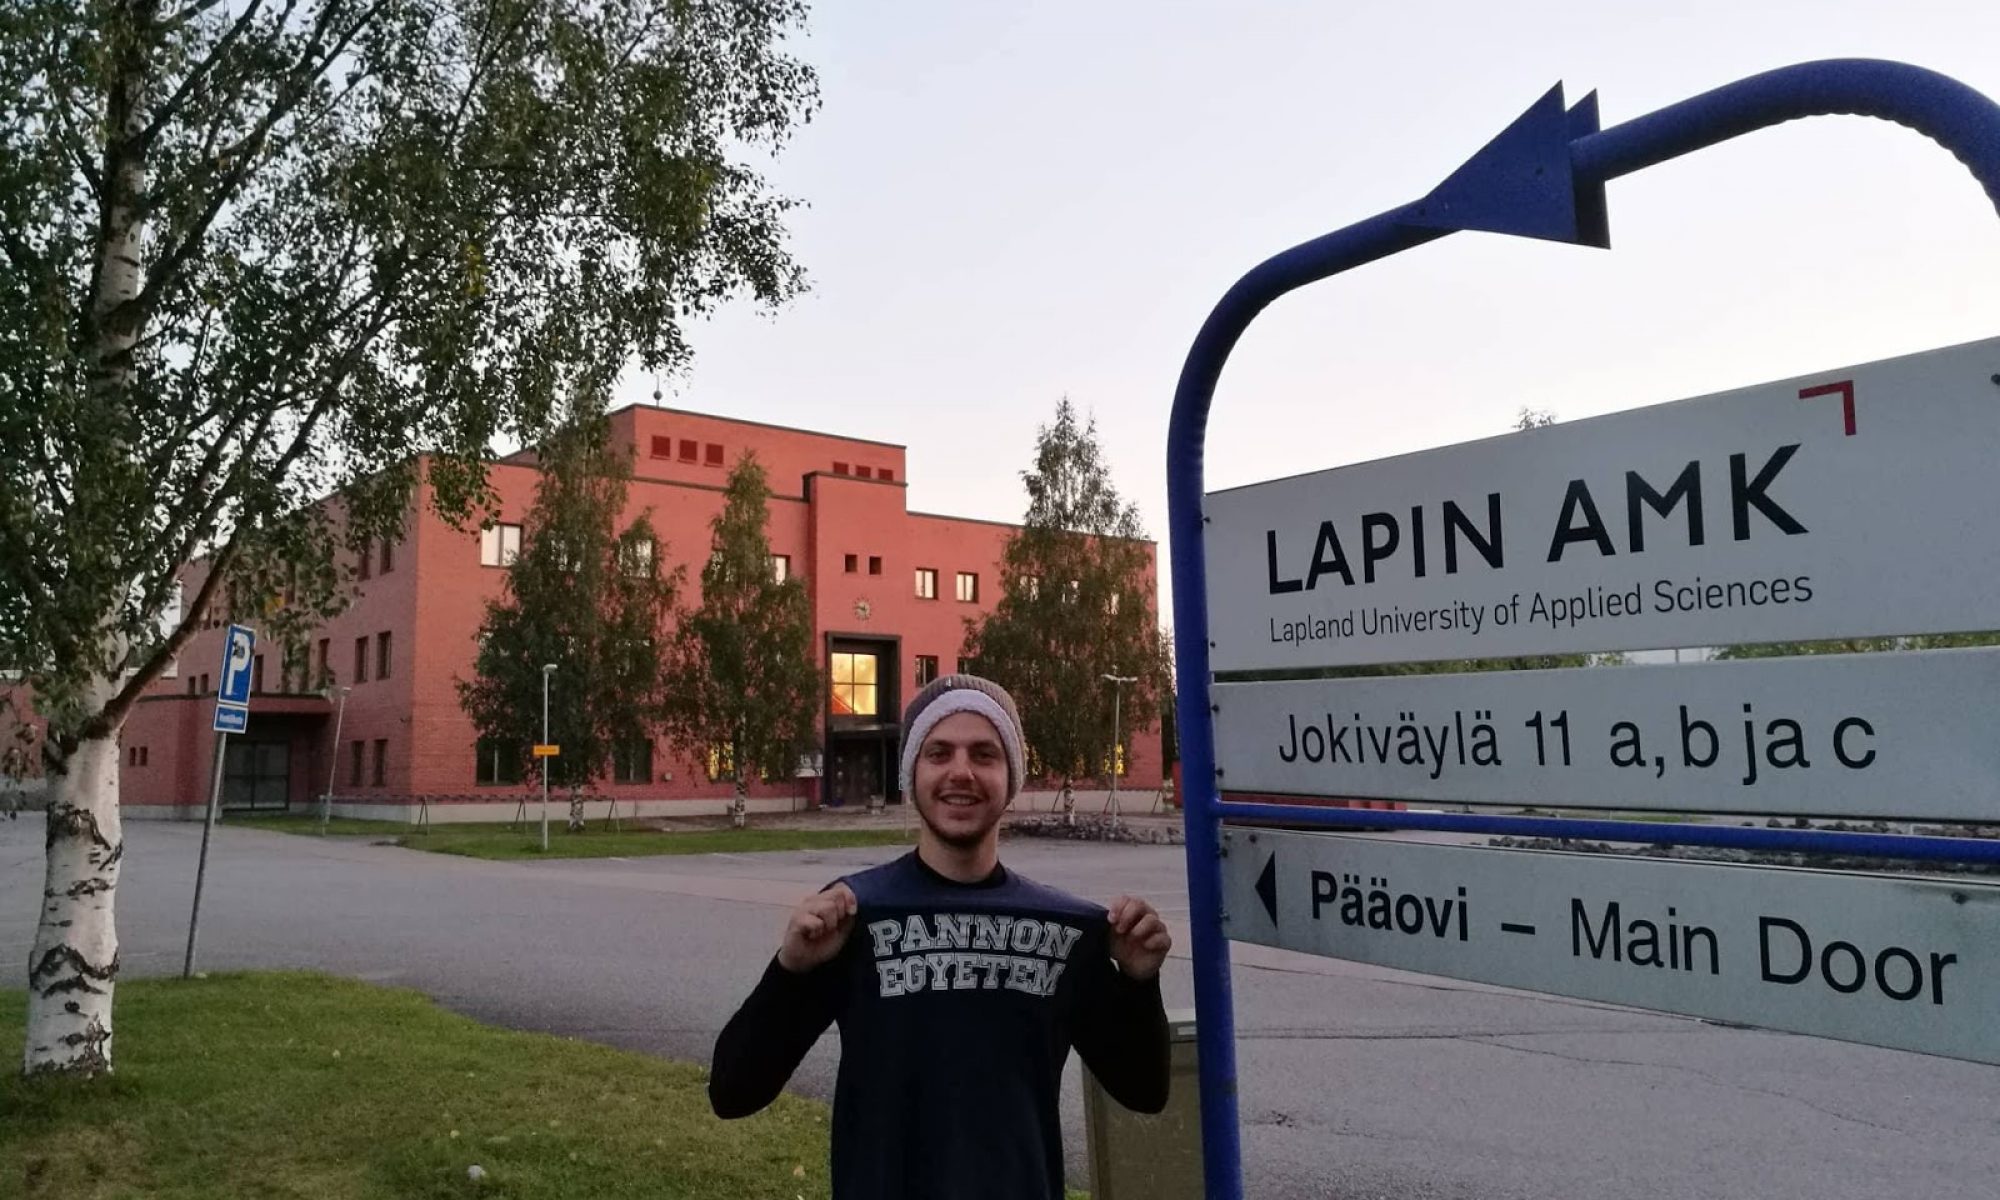 LAPIN AMK
Lapland University of Applied Sciences
Jokiväylä 11 a, b ja c
Pääovi – Main Door
PANNON
EGYETEM
P